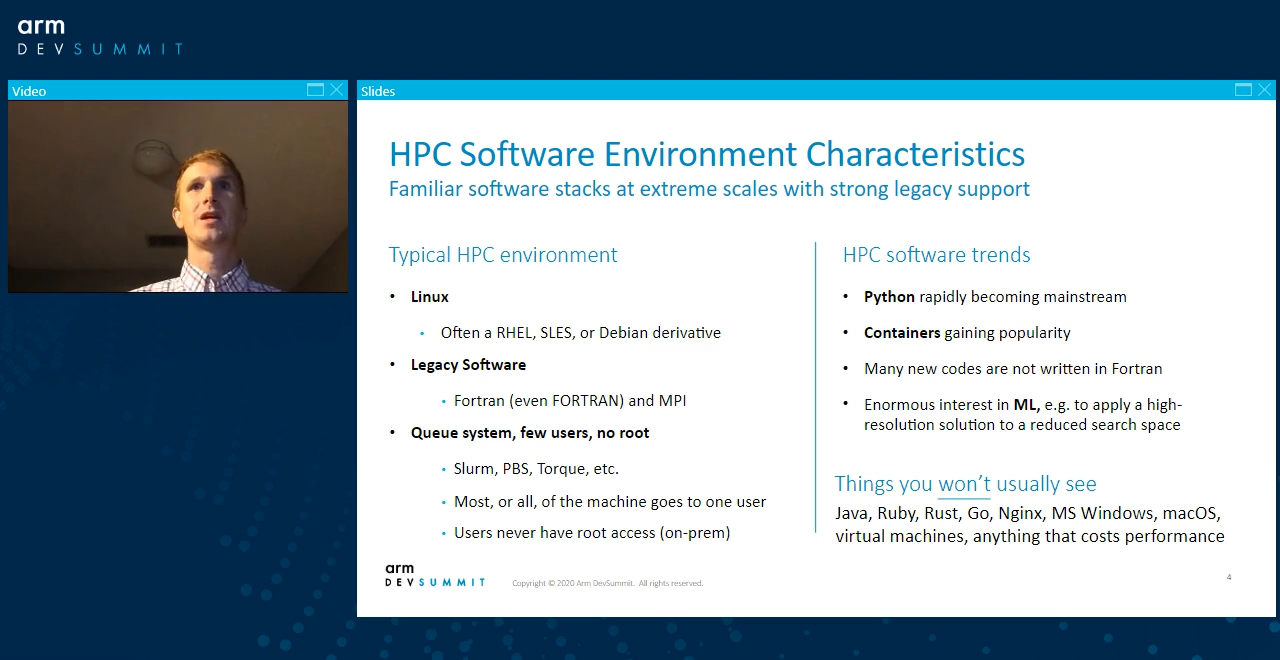 arm
DEVSUMMIT
Video
Slides
HPC Software Environment Characteristics
Familiar software stacks at extreme scales with strong legacy support
Typical HPC environment
• Linux
• Often a RHEL, SLES, or Debian derivative
• Legacy Software
• Fortran (even FORTRAN) and MPI
• Queue system, few users, no root
• Slurm, PBS, Torque, etc.
• Most, or all, of the machine goes to one user
• Users never have root access (on-prem)
HPC software trends
• Python rapidly becoming mainstream
• Containers gaining popularity
• Many new codes are not written in Fortran
• Enormous interest in ML, e.g. to apply a high-
resolution solution to a reduced search space
Things you won’t usually see
Java, Ruby, Rust, Go, Nginx, MS Windows, macOS,
virtual machines, anything that costs performance
arm
DEVSUMMIT
Copyright © 2020 Arm DevSummit. All rights reserved.
4